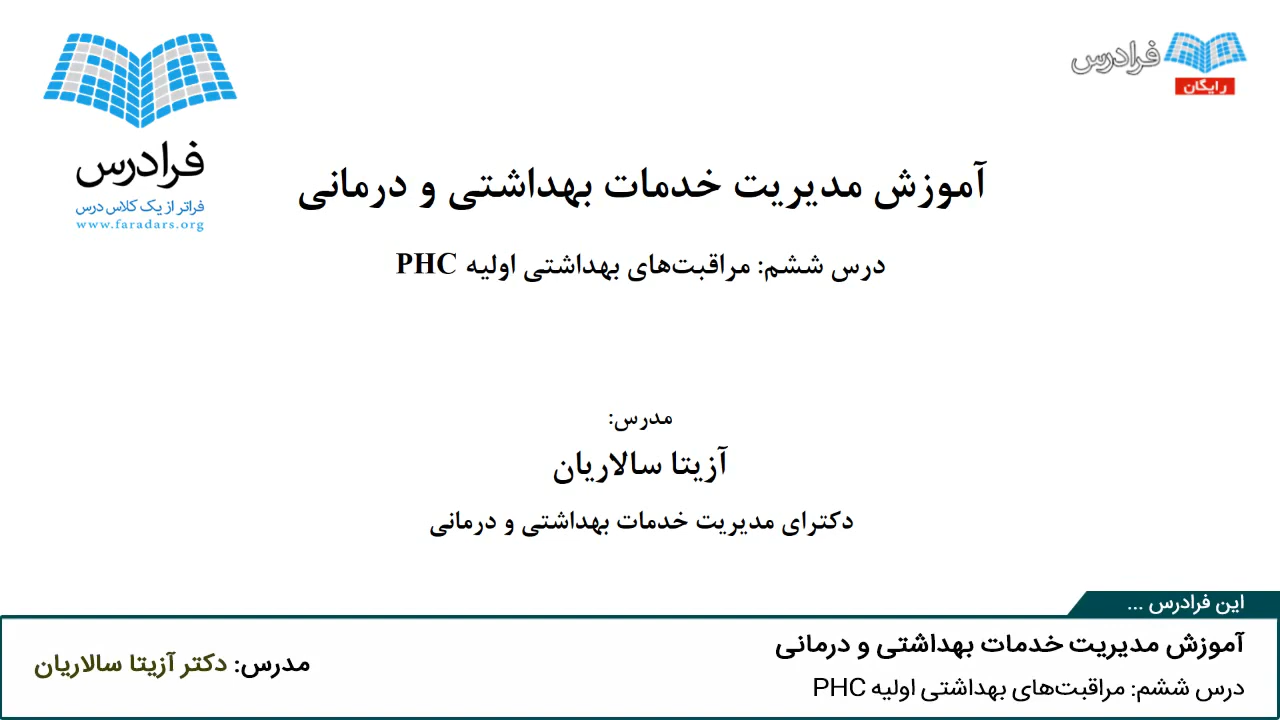 فرادرس
رایگان
فرادرس
فراتر از یک کلاس درس
www.faradars.org
آموزش مدیریت خدمات بهداشتی و درمانی
درس ششم: مراقبت‌های بهداشتی اولیه PHC
مدرس:
آزیتا سالاریان
دکترای مدیریت خدمات بهداشتی و درمانی
این فرادرس ...
آموزش مدیریت خدمات بهداشتی و درمانی
درس ششم: مراقبت‌های بهداشتی اولیه PHC
مدرس: دکتر آزیتا سالاریان